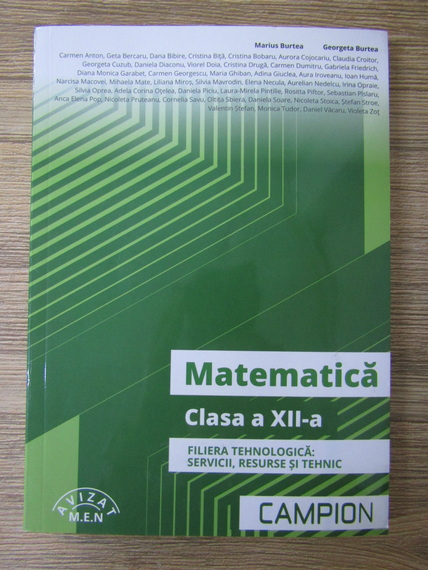 Marius Burtea Georgeta Burtea
Carmen Anton, Geta Bercaru, Dana Bibire, Cristina Biță, Cristina Bobaru, Aurora Cojocariu, Claudia Croitor,
Georgeta Cuzub, Daniela Diaconu, Viorel Doia, Cristina Drugă, Carmen Dumitru, Gabriela Friedrich,
Diana Monica Garabet, Carmen Georgescu, Maria Ghiban, Adina Giuclea, Aura Iroveanu, Ioan Humă,
Narcisa Macovei, Mihaela Mate, Liliana Miros, Silvia Mavrodin, Elena Necula, Aurelian Nedelcu, Irina Opraie,
Silvia Oprea, Adela Corina Oțelea, Daniela Piciu, Laura-Mirela Pintilie, Rositta Piftor, Sebastian Pîslaru,
Anca Elena Pop, Nicoleta Pruteanu, Cornelia Savu, Oltița Sbiera, Daniela Soare, Nicoleta Stoica, Ștefan Stroe,
Valentin Ștefan, Monica Tudor, Daniel Văcaru, Violeta Zoț
Matematică
Clasa a XII-a
FILIERA TEHNOLOGICĂ:
SERVICII, RESURSE ȘI TEHNIC
AVIZAT
M.E.N
CAMPION